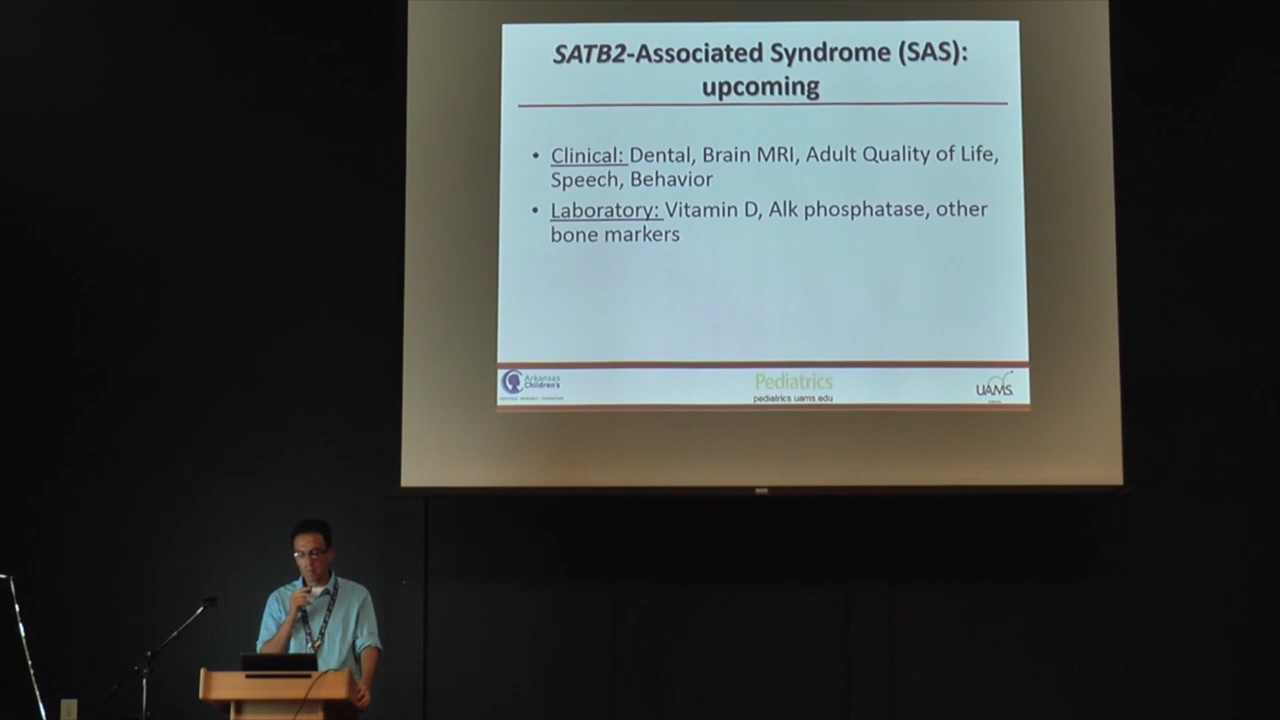 SATB2-Associated Syndrome (SAS):
upcoming
• Clinical: Dental, Brain MRI, Adult Quality of Life,
Speech, Behavior
• Laboratory: Vitamin D, Alk phosphatase, other
bone markers
Arkansas
Children's
Pediatrics
pediatrics.uams.edu
UAMS